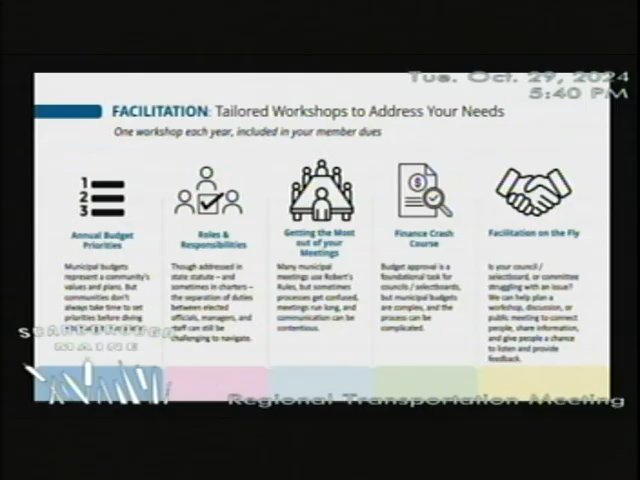 Tue. Oct. 29, 2024
5:40 PM
FACILITATION: Tailored Workshops to Address Your Needs
One workshop each year, included in your member dues
1
2
3
Annual Budget
Priorities
Municipal budgets
represent a community's
values and plans. But
communities don't
always take time to set
priorities before diving
Roles &
Responsibilities
Though addressed in
state statute – and
sometimes in charters –
the separation of duties
between elected
officials, managers, and
staff can still be
challenging to navigate.
Getting the Most
out of your
Meetings
Many municipal
meetings use Robert's
Rules, but sometimes
processes get confused,
meetings run long, and
communication can be
contentious.
$
Finance Crash
Course
Budget approval is a
foundational task for
councils / selectboards,
but municipal budgets
are complex, and the
process can be
complicated.
Facilitation on the Fly
Is your council /
selectboard, or committee
struggling with an issue?
We can help plan a
workshop, discussion, or
public meeting to connect
people, share information,
and give people a chance
to listen and provide
feedback.
SCARBOROUGH
MAINE
Regional Transportation Meeting